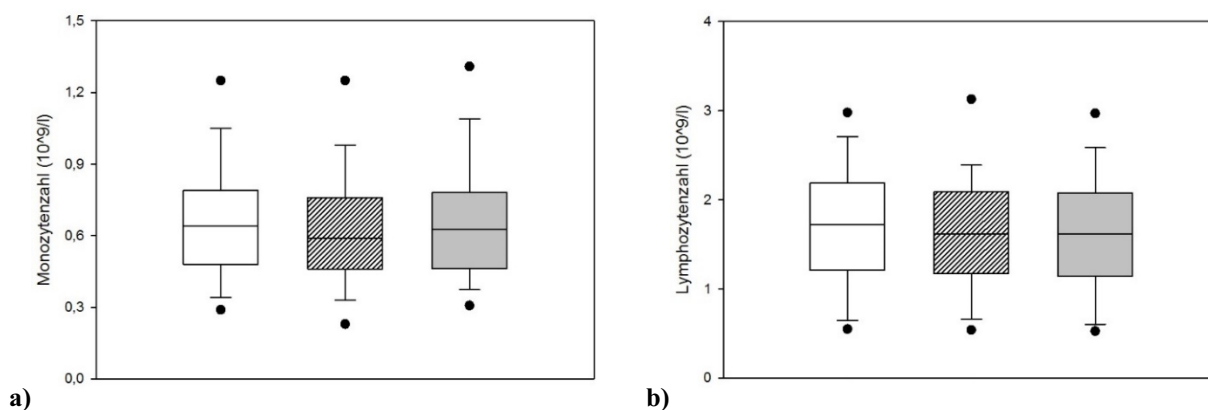 Monozytenzahl (10^9/l)
1,5
1,2
0,9
0,6
0,3
0,0
a)
Lymphozytenzahl (10^9/l)
4
3
2
1
0
b)